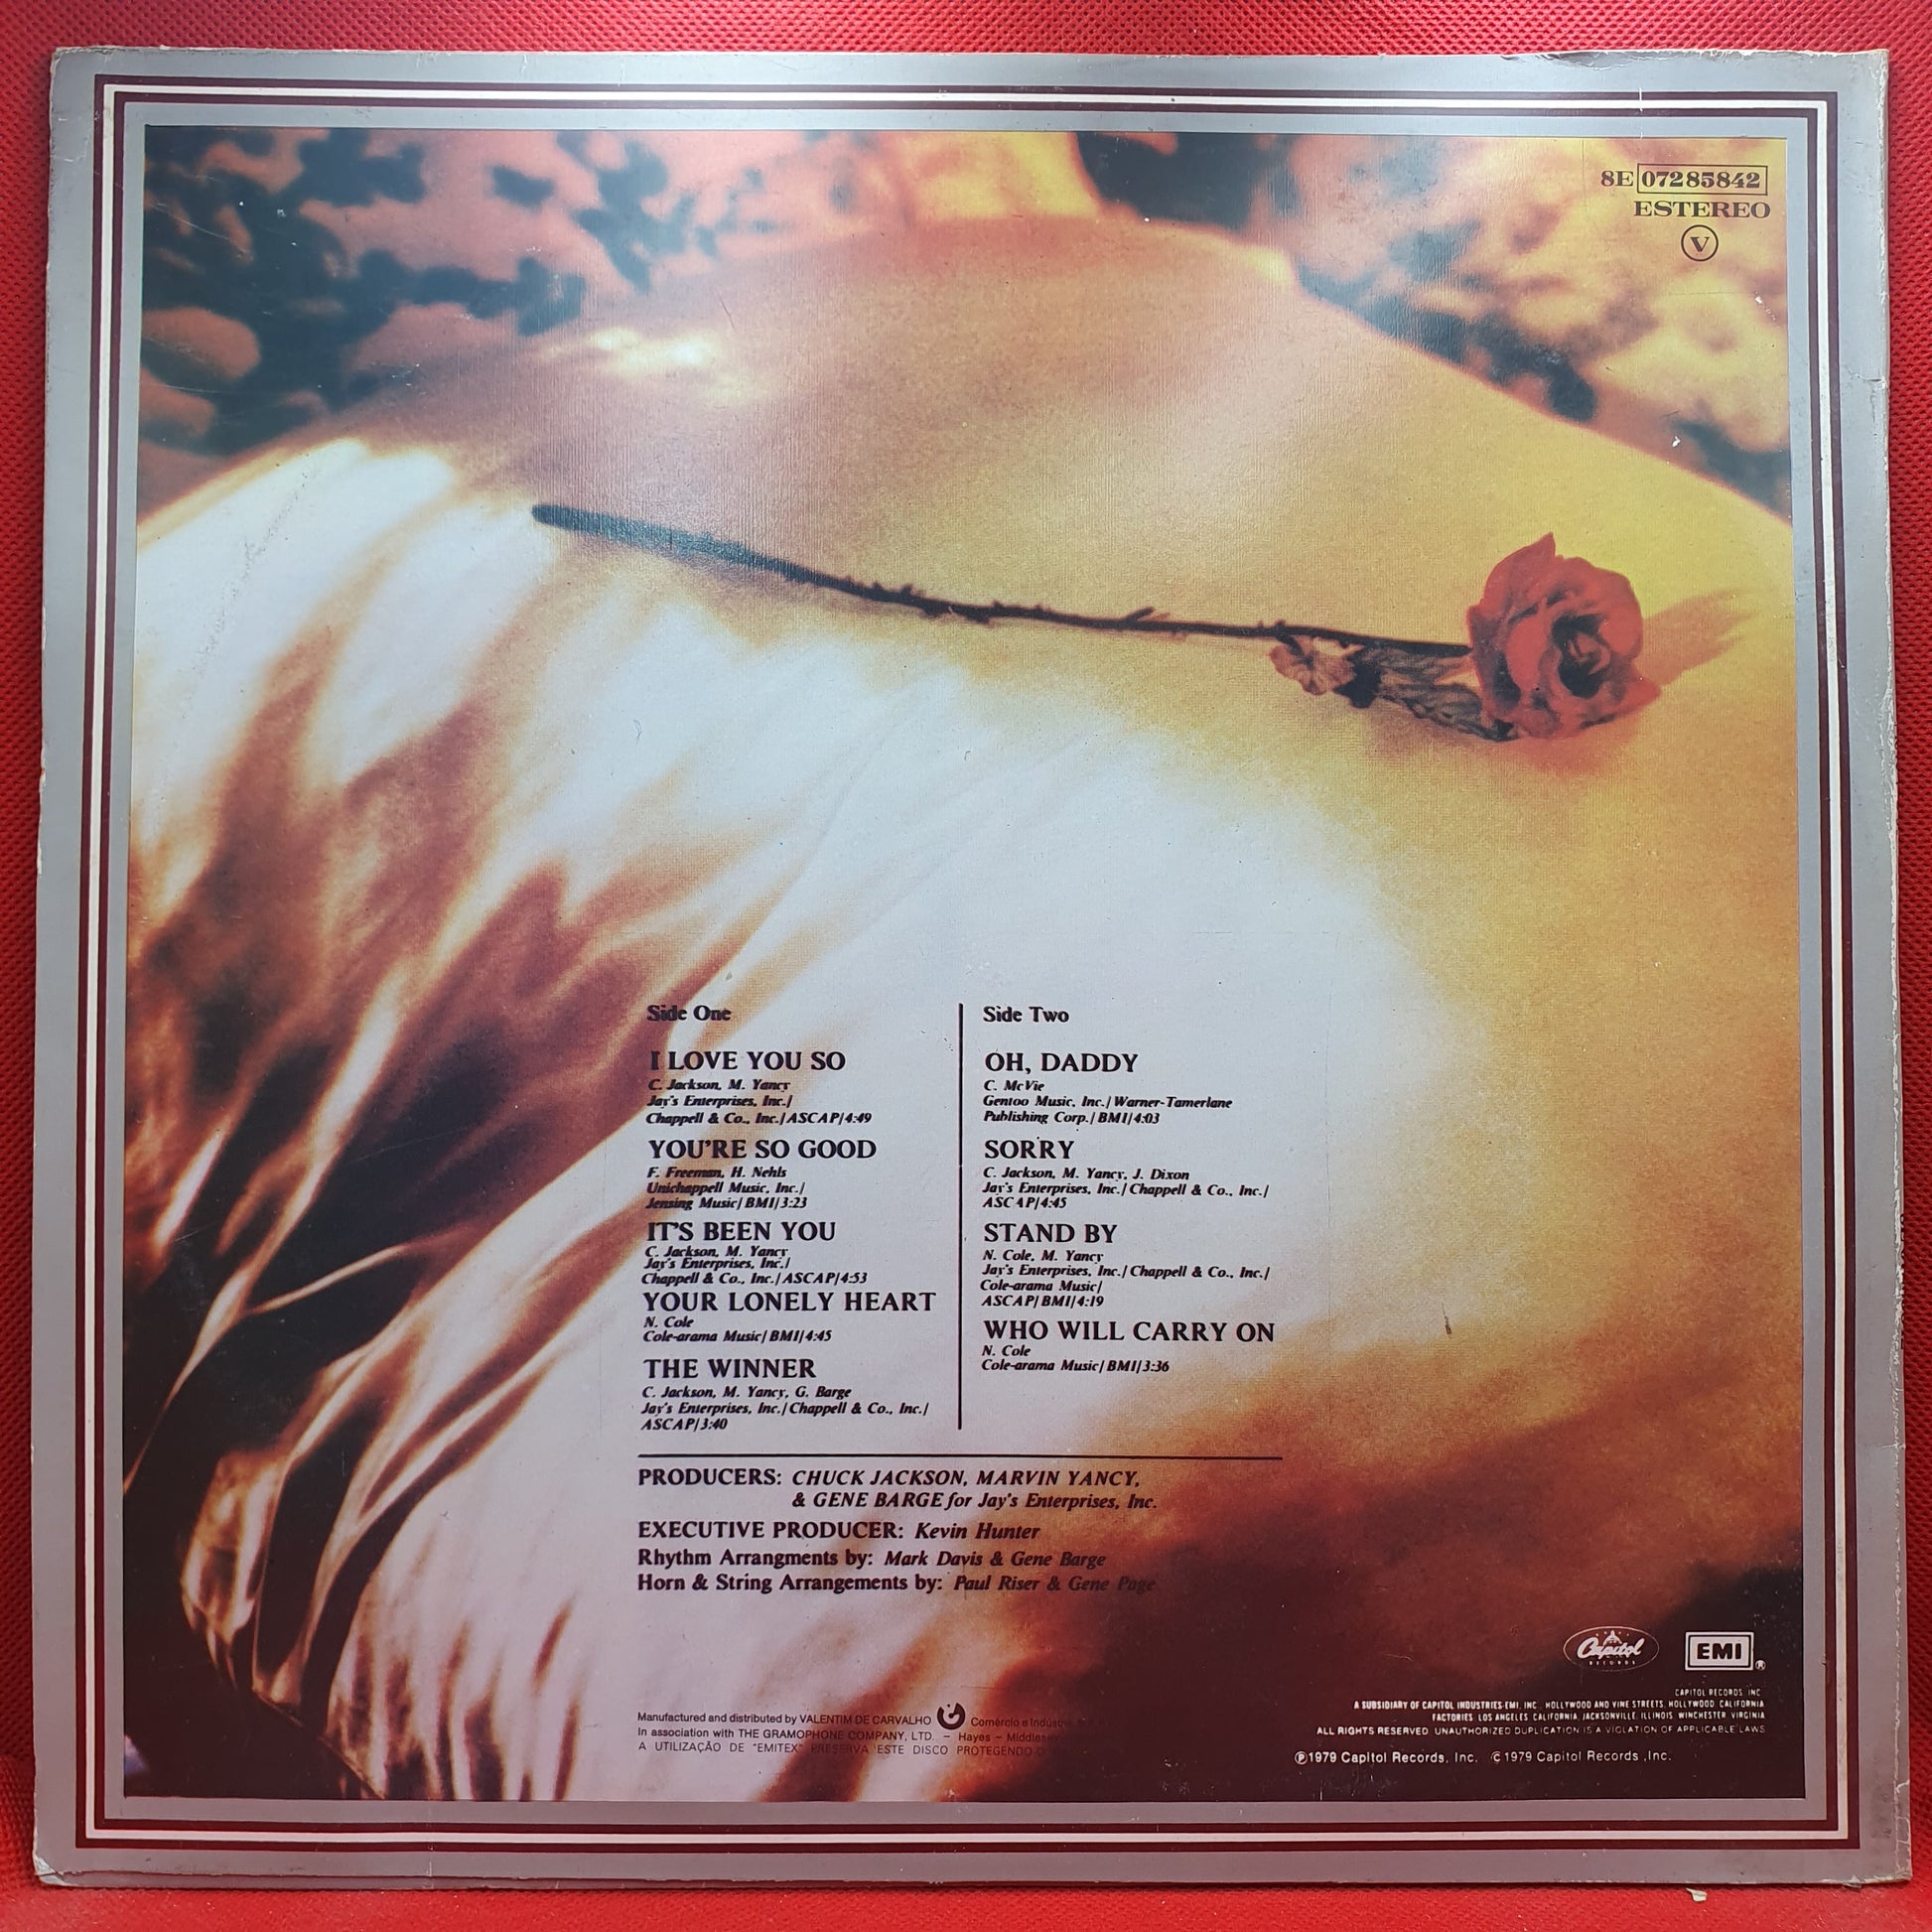 8E 07285842
ESTEREO
V
Side One
I LOVE YOU SO
C. Jackson, M. Yancy
Jay's Enterprises, Inc./
Chappell & Co., Inc./ASCAP/4:49
YOU'RE SO GOOD
F. Freeman, H. Nehls
Unichappell Music, Inc./
Jensing Music/BMI/3:23
IT'S BEEN YOU
C. Jackson, M. Yancy
Jay's Enterprises, Inc./
Chappell & Co., Inc./ASCAP/4:53
YOUR LONELY HEART
N. Cole
Cole-arama Music/BMI/4:45
THE WINNER
C. Jackson, M. Yancy, G. Barge
Jay's Enterprises, Inc./Chappell & Co., Inc./
ASCAP/3:40
Side Two
OH, DADDY
C. McVie
Gentoo Music, Inc./Warner-Tamerlane
Publishing Corp./BMI/4:03
SORRY
C. Jackson, M. Yancy, J. Dixon
Jay's Enterprises, Inc./Chappell & Co., Inc./
ASCAP/4:45
STAND BY
N. Cole, M. Yancy
Jay's Enterprises, Inc./Chappell & Co., Inc./
Cole-arama Music/
ASCAP/BMI/4:19
WHO WILL CARRY ON
N. Cole
Cole-arama Music/BMI/3:36
PRODUCERS: CHUCK JACKSON, MARVIN YANCY,
& GENE BARGE for Jay's Enterprises, Inc.
EXECUTIVE PRODUCER: Kevin Hunter
Rhythm Arrangments by: Mark Davis & Gene Barge
Horn & String Arrangements by: Paul Riser & Gene Page
Capitol
RECORDS
EMI ®
Manufactured and distributed by VALENTIM DE CARVALHO Comércio e Indústria
In association with THE GRAMOPHONE COMPANY, LTD. - Hayes - Middlesex
A UTILIZAÇÃO DE "EMITEX" PRESERVA ESTE DISCO PROTEGENDO O
CAPITOL RECORDS INC
A SUBSIDIARY OF CAPITOL INDUSTRIES-EMI, INC., HOLLYWOOD AND VINE STREETS, HOLLYWOOD, CALIFORNIA
FACTORIES: LOS ANGELES, CALIFORNIA, JACKSONVILLE, ILLINOIS, WINCHESTER, VIRGINIA
ALL RIGHTS RESERVED. UNAUTHORIZED DUPLICATION IS A VIOLATION OF APPLICABLE LAWS
℗1979 Capitol Records, Inc. ©1979 Capitol Records ,Inc.